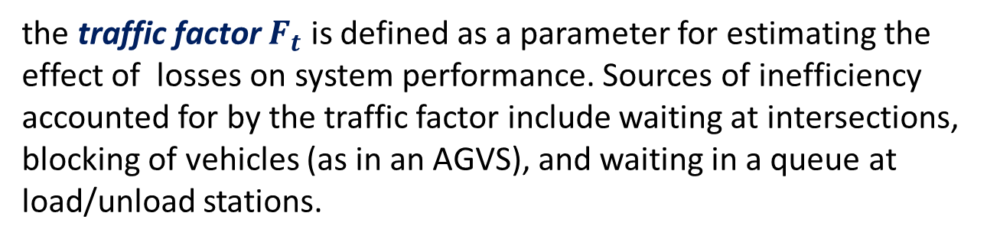 the traffic factor Fₜ is defined as a parameter for estimating the
effect of  losses on system performance. Sources of inefficiency
accounted for by the traffic factor include waiting at intersections,
blocking of vehicles (as in an AGVS), and waiting in a queue at
load/unload stations.